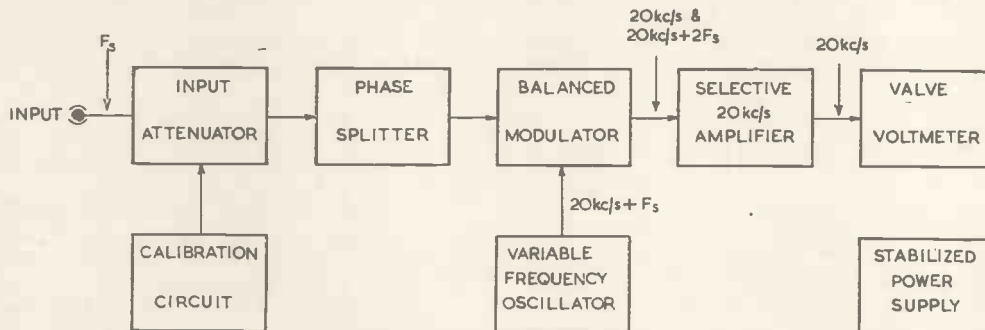 20kc/s &
20kc/s+2Fs
Fs
20kc/s
INPUT
INPUT
ATTENUATOR
PHASE
SPLITTER
BALANCED
MODULATOR
SELECTIVE
20kc/s
AMPLIFIER
VALVE
VOLTMETER
20kc/s+ Fs
CALIBRATION
CIRCUIT
VARIABLE
FREQUENCY
OSCILLATOR
STABILIZED
POWER
SUPPLY